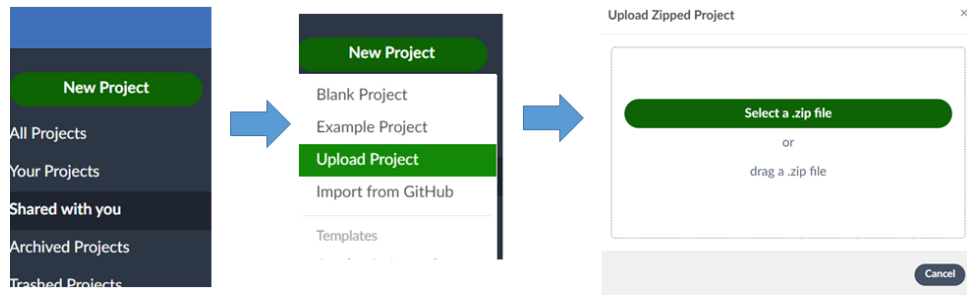 New Project
All Projects
Your Projects
Shared with you
Archived Projects
Trashed Projects
New Project
Blank Project
Example Project
Upload Project
Import from GitHub
Templates
Upload Zipped Project
×
Select a .zip file
or
drag a .zip file
Cancel